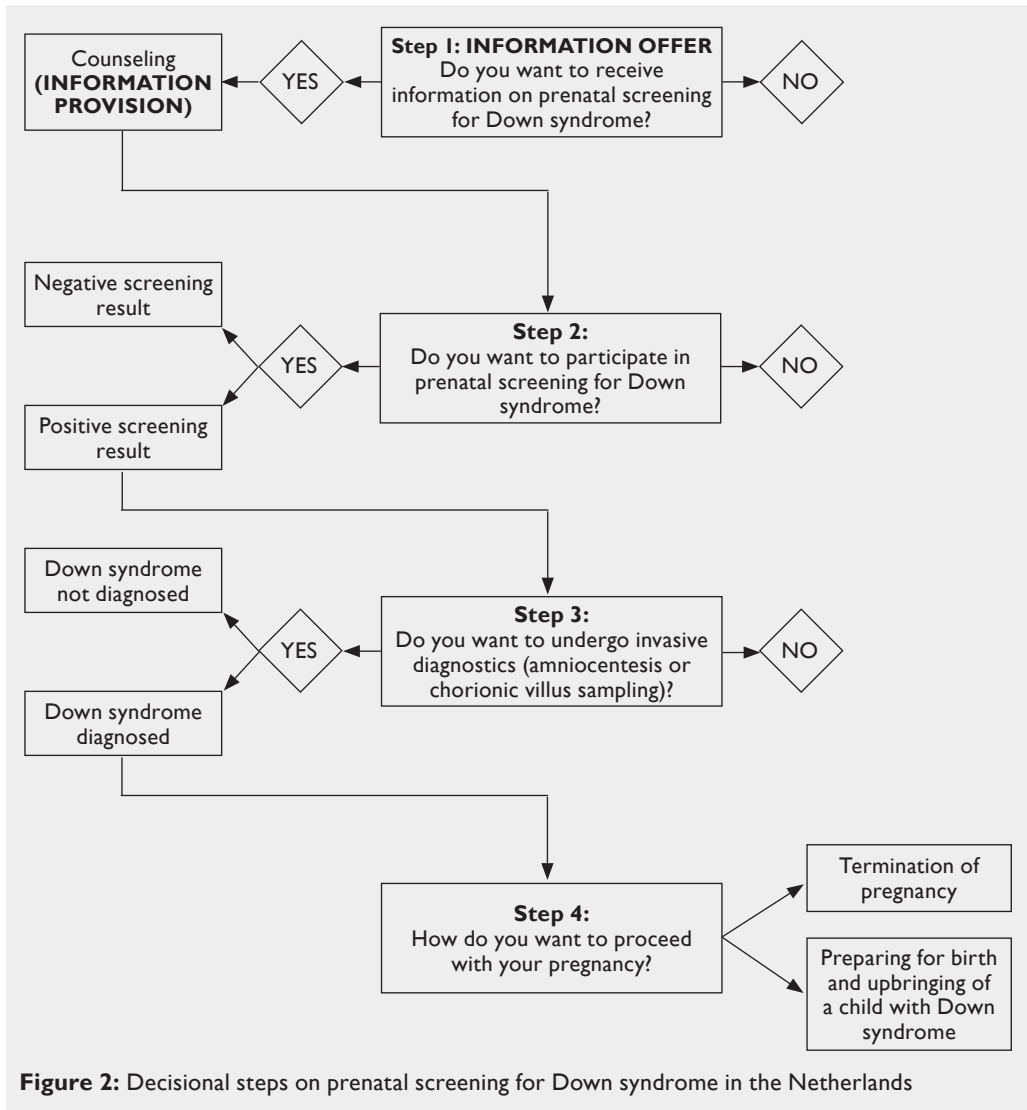 Step 1: INFORMATION OFFER
Do you want to receive
information on prenatal screening
for Down syndrome?
YES
NO
Counseling
(INFORMATION
PROVISION)
Step 2:
Do you want to participate in
prenatal screening for Down
syndrome?
YES
NO
Negative screening
result
Positive screening
result
Step 3:
Do you want to undergo invasive
diagnostics (amniocentesis or
chorionic villus sampling)?
YES
NO
Down syndrome
not diagnosed
Down syndrome
diagnosed
Step 4:
How do you want to proceed
with your pregnancy?
Termination of
pregnancy
Preparing for birth
and upbringing of
a child with Down
syndrome
Figure 2: Decisional steps on prenatal screening for Down syndrome in the Netherlands